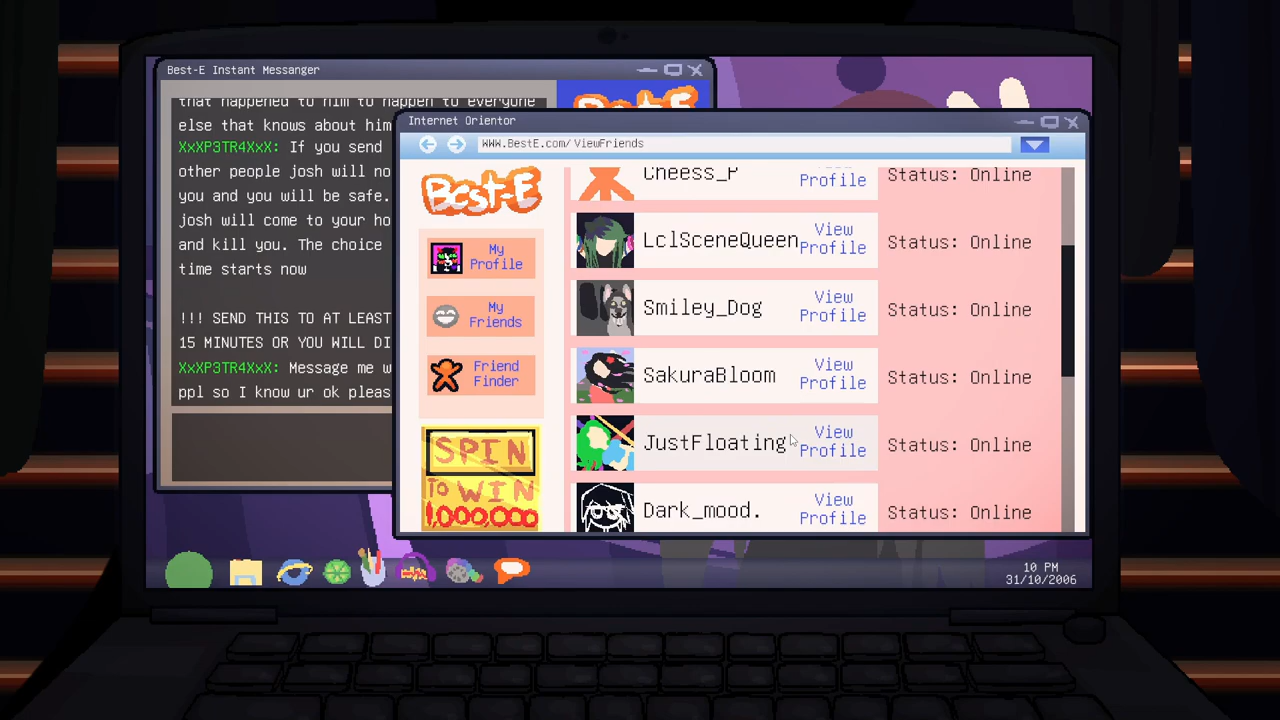 Best-E Instant Messanger
that happened to him to happen to everyone
else that knows about him
XxXP3TR4XxX: If you send
other people josh will no
you and you will be safe.
josh will come to your ho
and kill you. The choice
time starts now
!!! SEND THIS TO AT LEAST
15 MINUTES OR YOU WILL DI
XxXP3TR4XxX: Message me w
ppl so I know ur ok pleas
Internet Orientor
WWW.BestE.com/ViewFriends
Best-E
My
Profile
My
Friends
Friend
Finder
SPIN
To WIN
1,000,000
Cheess_P
Profile
Status: Online
LclSceneQueen
View
Profile
Status: Online
Smiley_Dog
View
Profile
Status: Online
SakuraBloom
View
Profile
Status: Online
JustFloating
View
Profile
Status: Online
Dark_mood.
View
Profile
Status: Online
10 PM
31/10/2006